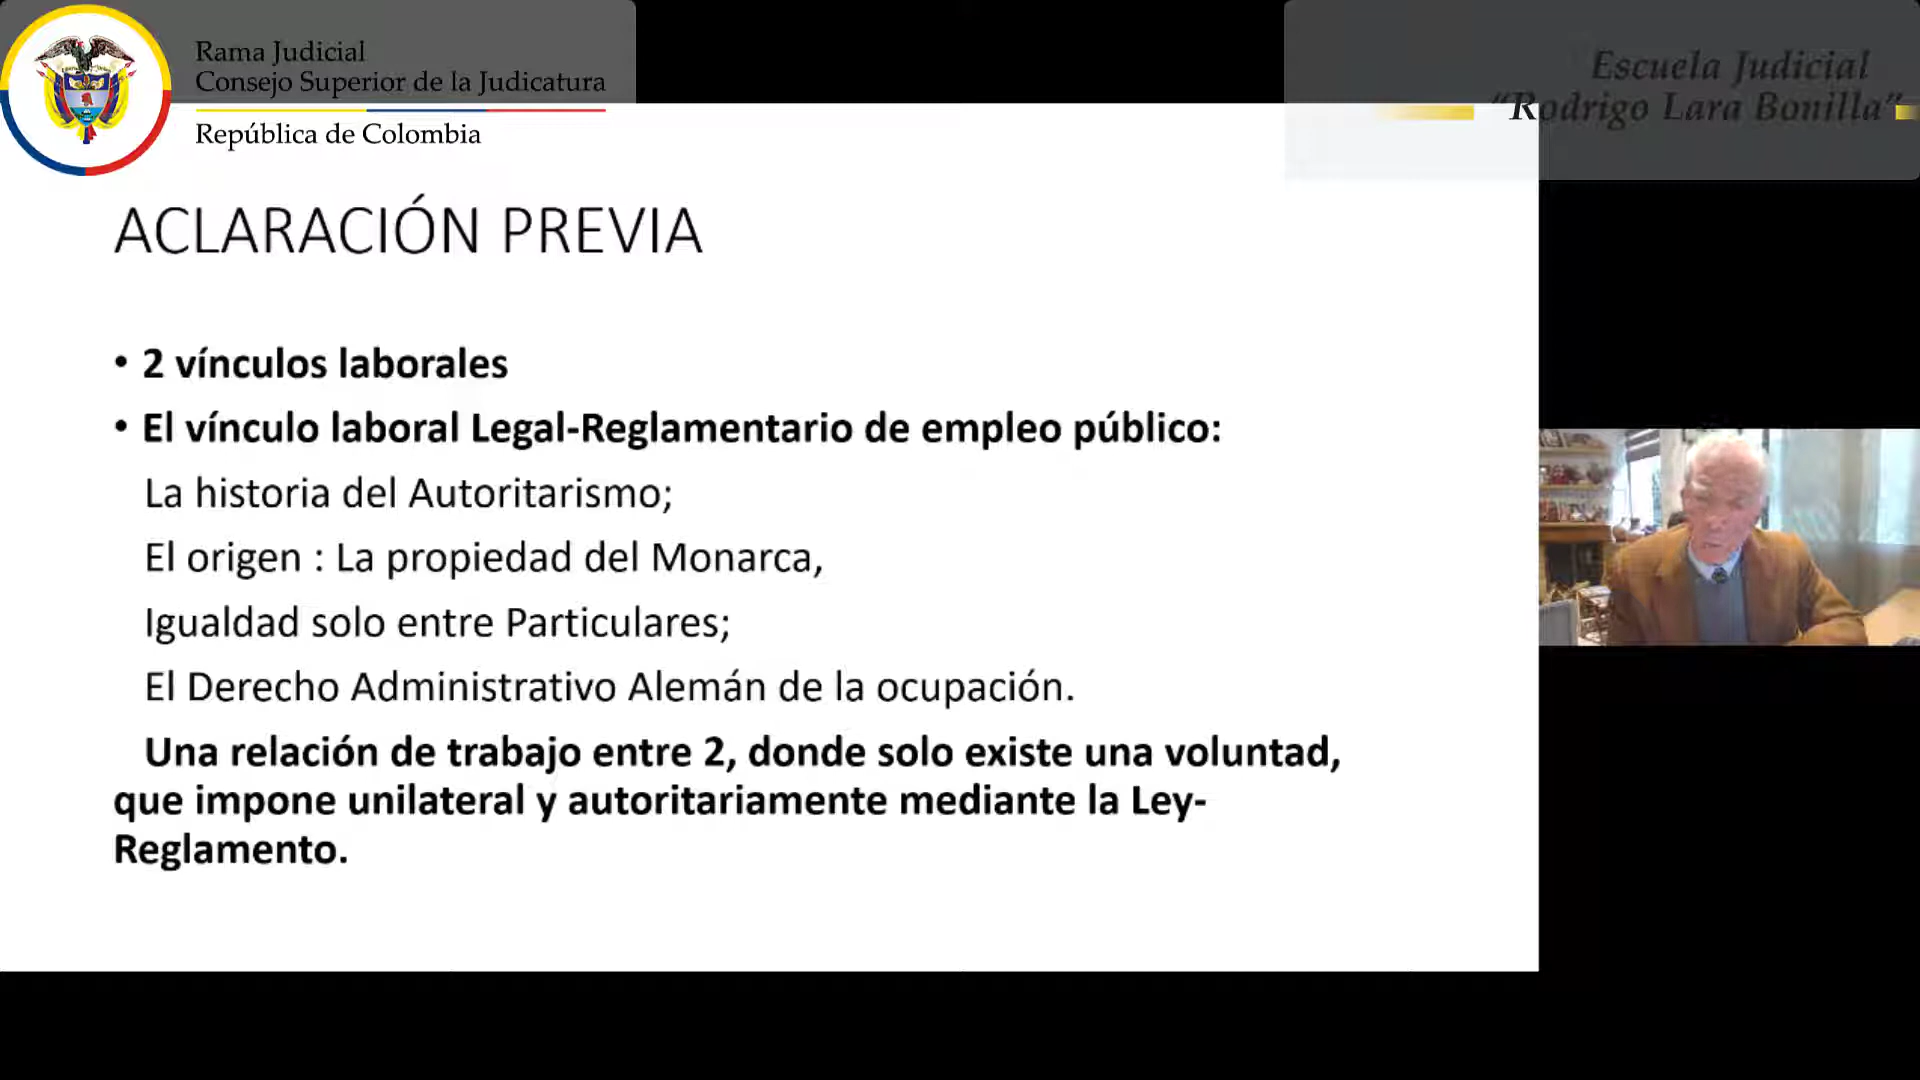 Rama Judicial
Consejo Superior de la Judicatura
República de Colombia
Escuela Judicial
“Rodrigo Lara Bonilla”
ACLARACIÓN PREVIA
• 2 vínculos laborales
• El vínculo laboral Legal-Reglamentario de empleo público:
La historia del Autoritarismo;
El origen : La propiedad del Monarca,
Igualdad solo entre Particulares;
El Derecho Administrativo Alemán de la ocupación.
Una relación de trabajo entre 2, donde solo existe una voluntad,
que impone unilateral y autoritariamente mediante la Ley-
Reglamento.